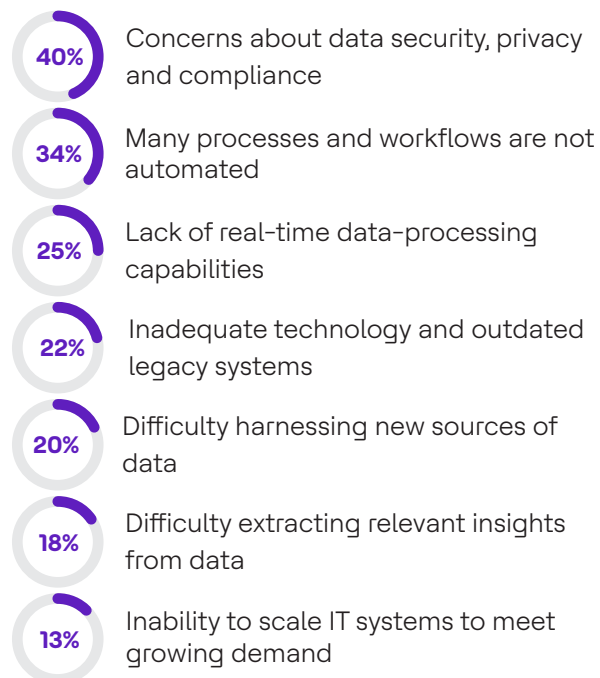 40%
Concerns about data security, privacy
and compliance
34%
Many processes and workflows are not
automated
25%
Lack of real-time data-processing
capabilities
22%
Inadequate technology and outdated
legacy systems
20%
Difficulty harnessing new sources of
data
18%
Difficulty extracting relevant insights
from data
13%
Inability to scale IT systems to meet
growing demand